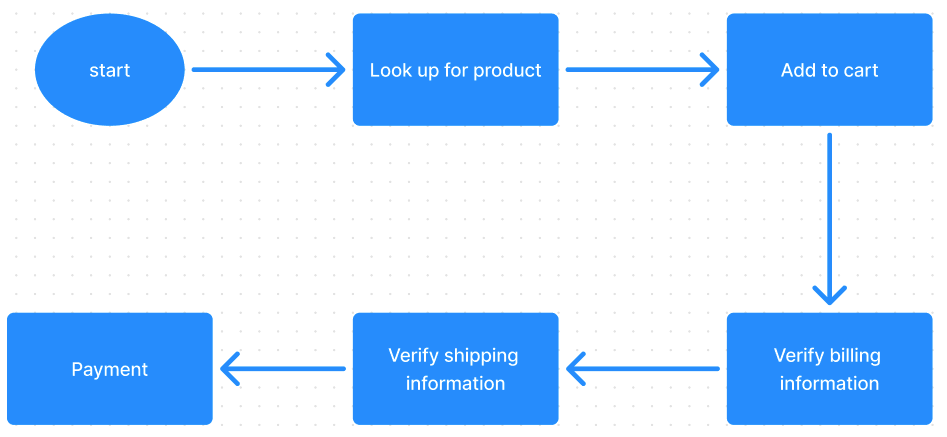 start
Look up for product
Add to cart
Verify billing
information
Verify shipping
information
Payment